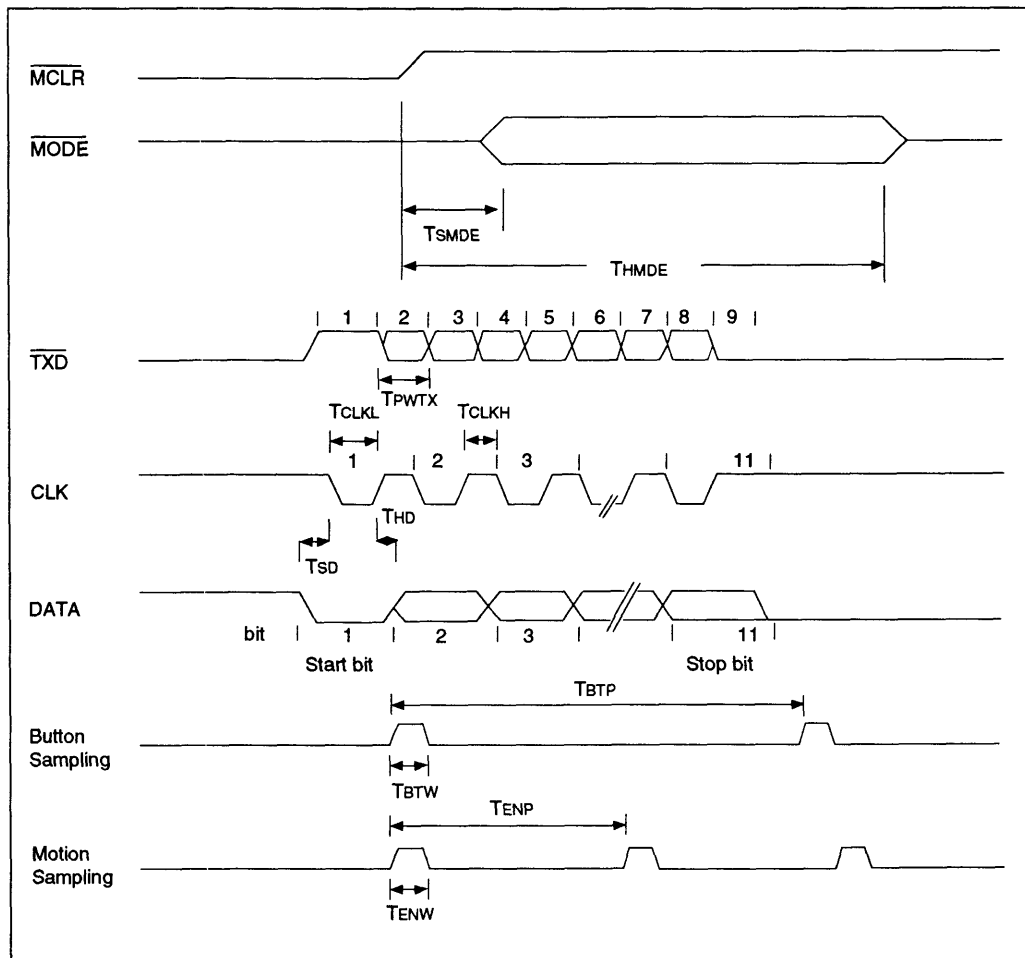 MCLR
MODE
TSMDE
THMDE
1 2 3 4 5 6 7 8 9
TXD
TPWTX
TCLKL TCLKH
1 2 3 11
CLK
THD
TSD
DATA
bit 1 2 3 11
Start bit Stop bit
TBTP
Button
Sampling
TBTW
TENP
Motion
Sampling
TENW